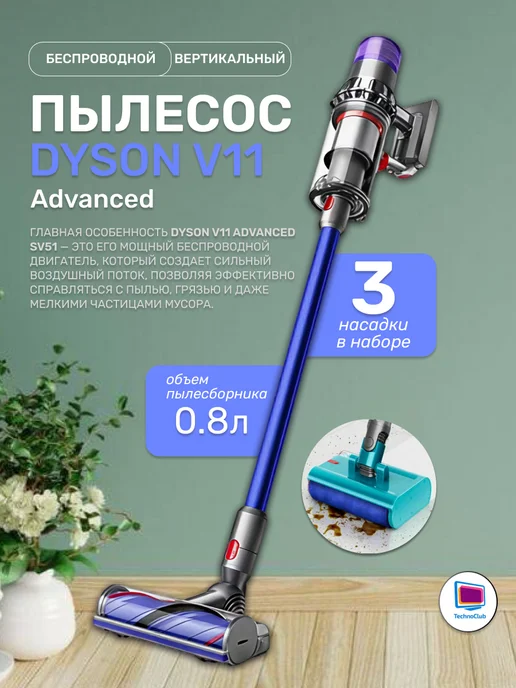 БЕСПРОВОДНОЙ ВЕРТИКАЛЬНЫЙ
ПЫЛЕСОС
DYSON V11
Advanced
ГЛАВНАЯ ОСОБЕННОСТЬ DYSON V11 ADVANCED
SV51 – ЭТО ЕГО МОЩНЫЙ БЕСПРОВОДНОЙ
ДВИГАТЕЛЬ, КОТОРЫЙ СОЗДАЕТ СИЛЬНЫЙ
ВОЗДУШНЫЙ ПОТОК, ПОЗВОЛЯЯ ЭФФЕКТИВНО
СПРАВЛЯТЬСЯ С ПЫЛЬЮ, ГРЯЗЬЮ И ДАЖЕ
МЕЛКИМИ ЧАСТИЦАМИ МУСОРА.
3
насадки
в наборе
объем
пылесборника
0.8л
TechnoClub